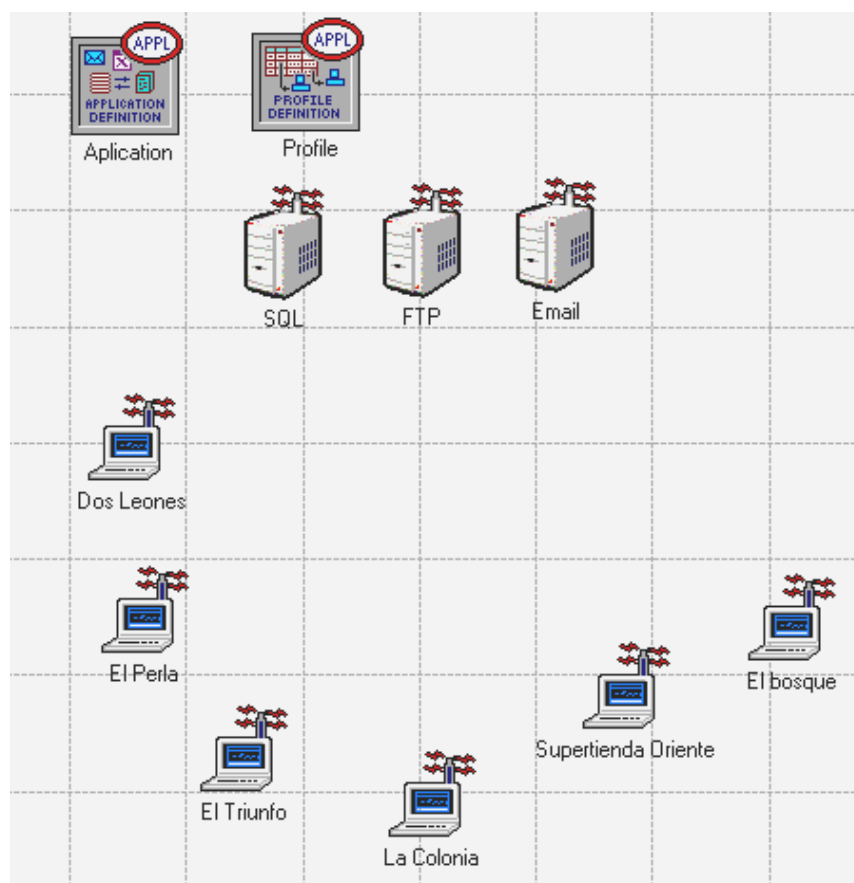 APPL
APPLICATION
DEFINITION
Aplication
APPL
PROFILE
DEFINITION
Profile
SQL
FTP
Email
Dos Leones
El Perla
El bosque
Supertienda Oriente
El Triunfo
La Colonia